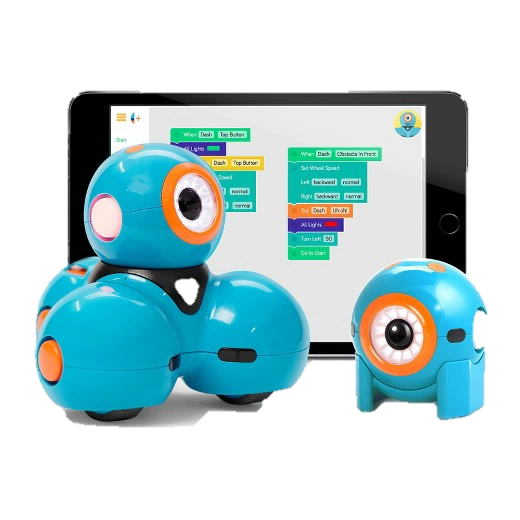 Start
When Dash Top Button
All Lights
Dash Top Button
Speed
normal
normal
When Dash Obstacle In Front
Set Wheel Speed
Left backward normal
Right backward normal
Say Dash Uh oh!
All Lights
Turn Left 90
Go to Start